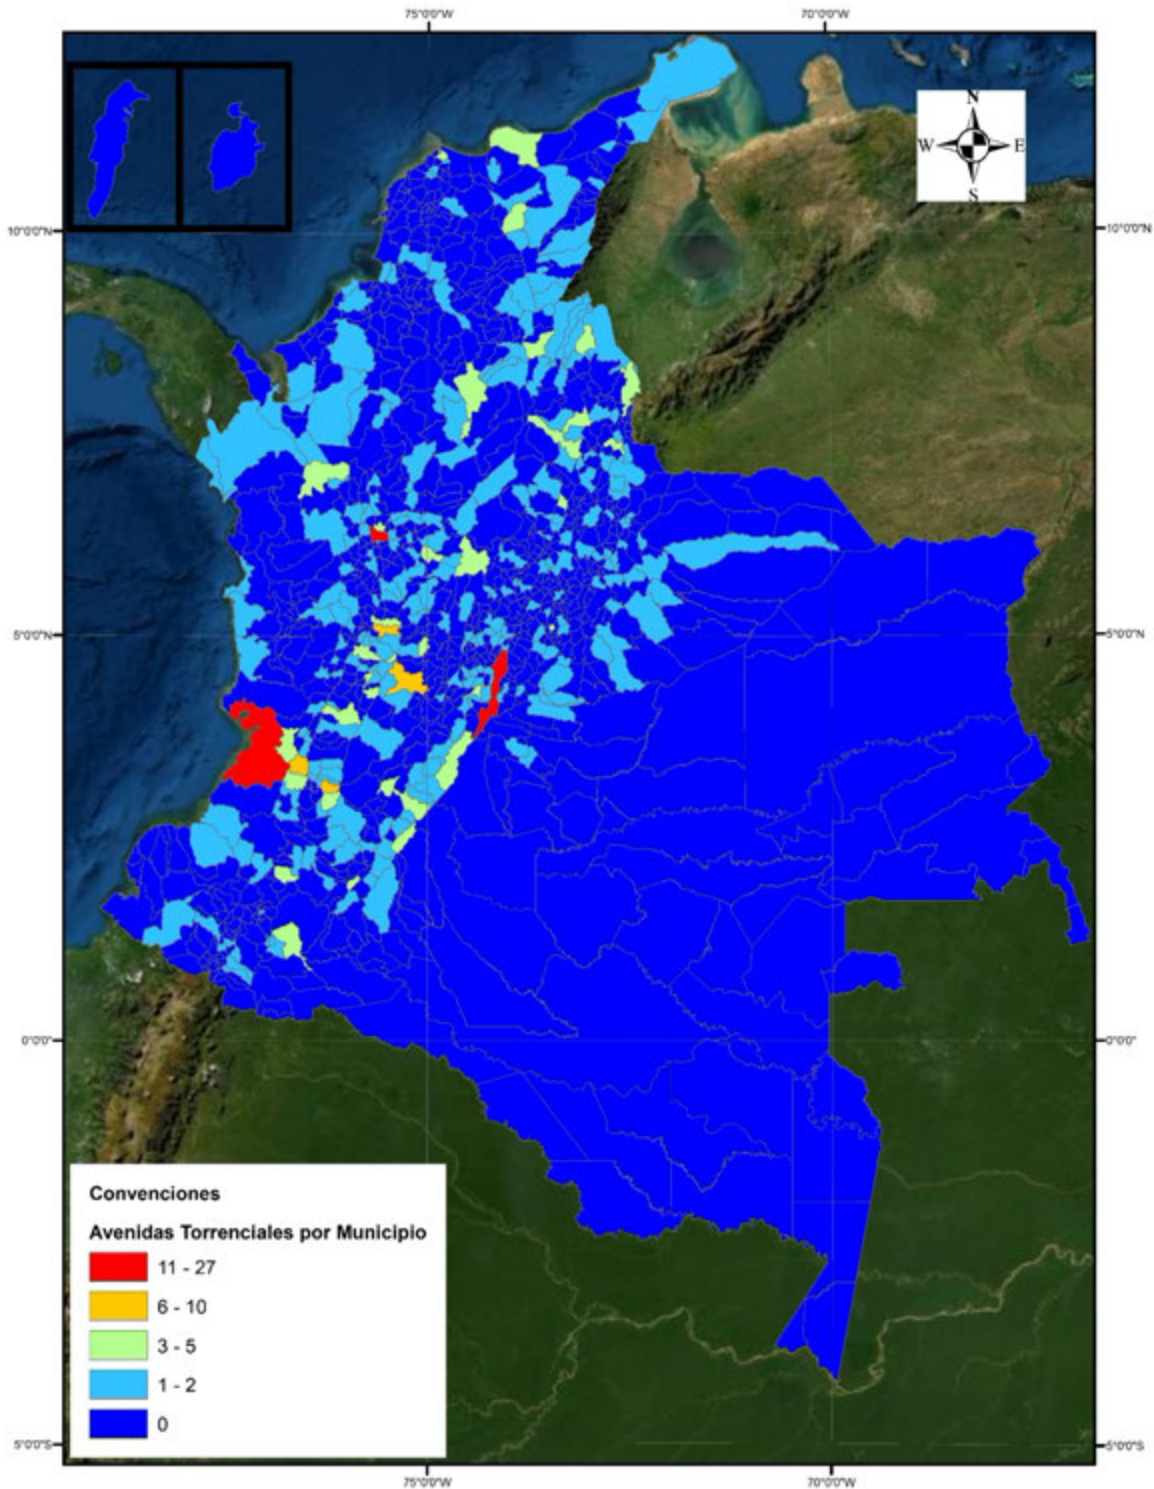 75°0'0"W 70°0'0"W
N
W E
S
10°0'0"N 10°0'0"N
5°0'0"N 5°0'0"N
0°0'0" 0°0'0"
Convenciones
Avenidas Torrenciales por Municipio
11 - 27
6 - 10
3 - 5
1 - 2
0
5°0'0"S 5°0'0"S
75°0'0"W 70°0'0"W